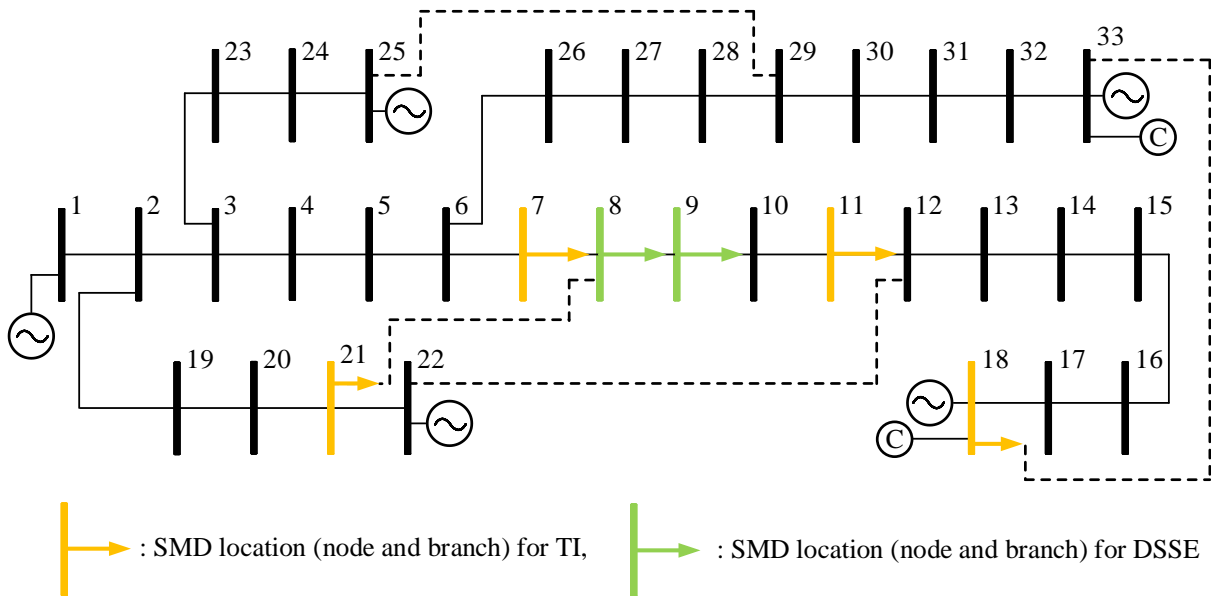 23 24 25 26 27 28 29 30 31 32 33
C
1 2 3 4 5 6 7 8 9 10 11 12 13 14 15
19 20 21 22 18 17 16
C
: SMD location (node and branch) for TI, : SMD location (node and branch) for DSSE